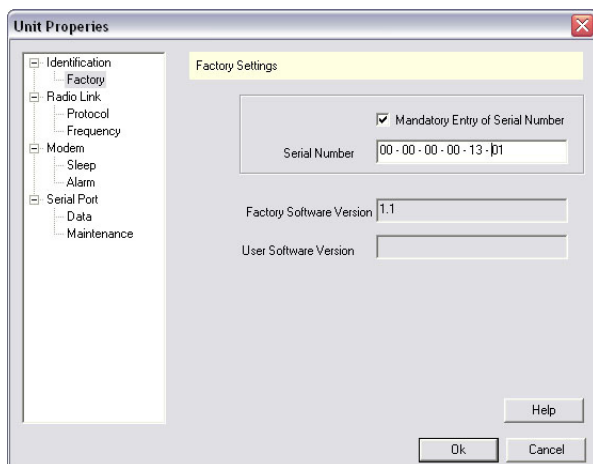 Unit Properies
Identification
Factory
Radio Link
Protocol
Frequency
Modem
Sleep
Alarm
Serial Port
Data
Maintenance
Factory Settings
Mandatory Entry of Serial Number
Serial Number 00 - 00 - 00 - 00 - 13 - 01
Factory Software Version 1.1
User Software Version
Help
Ok Cancel